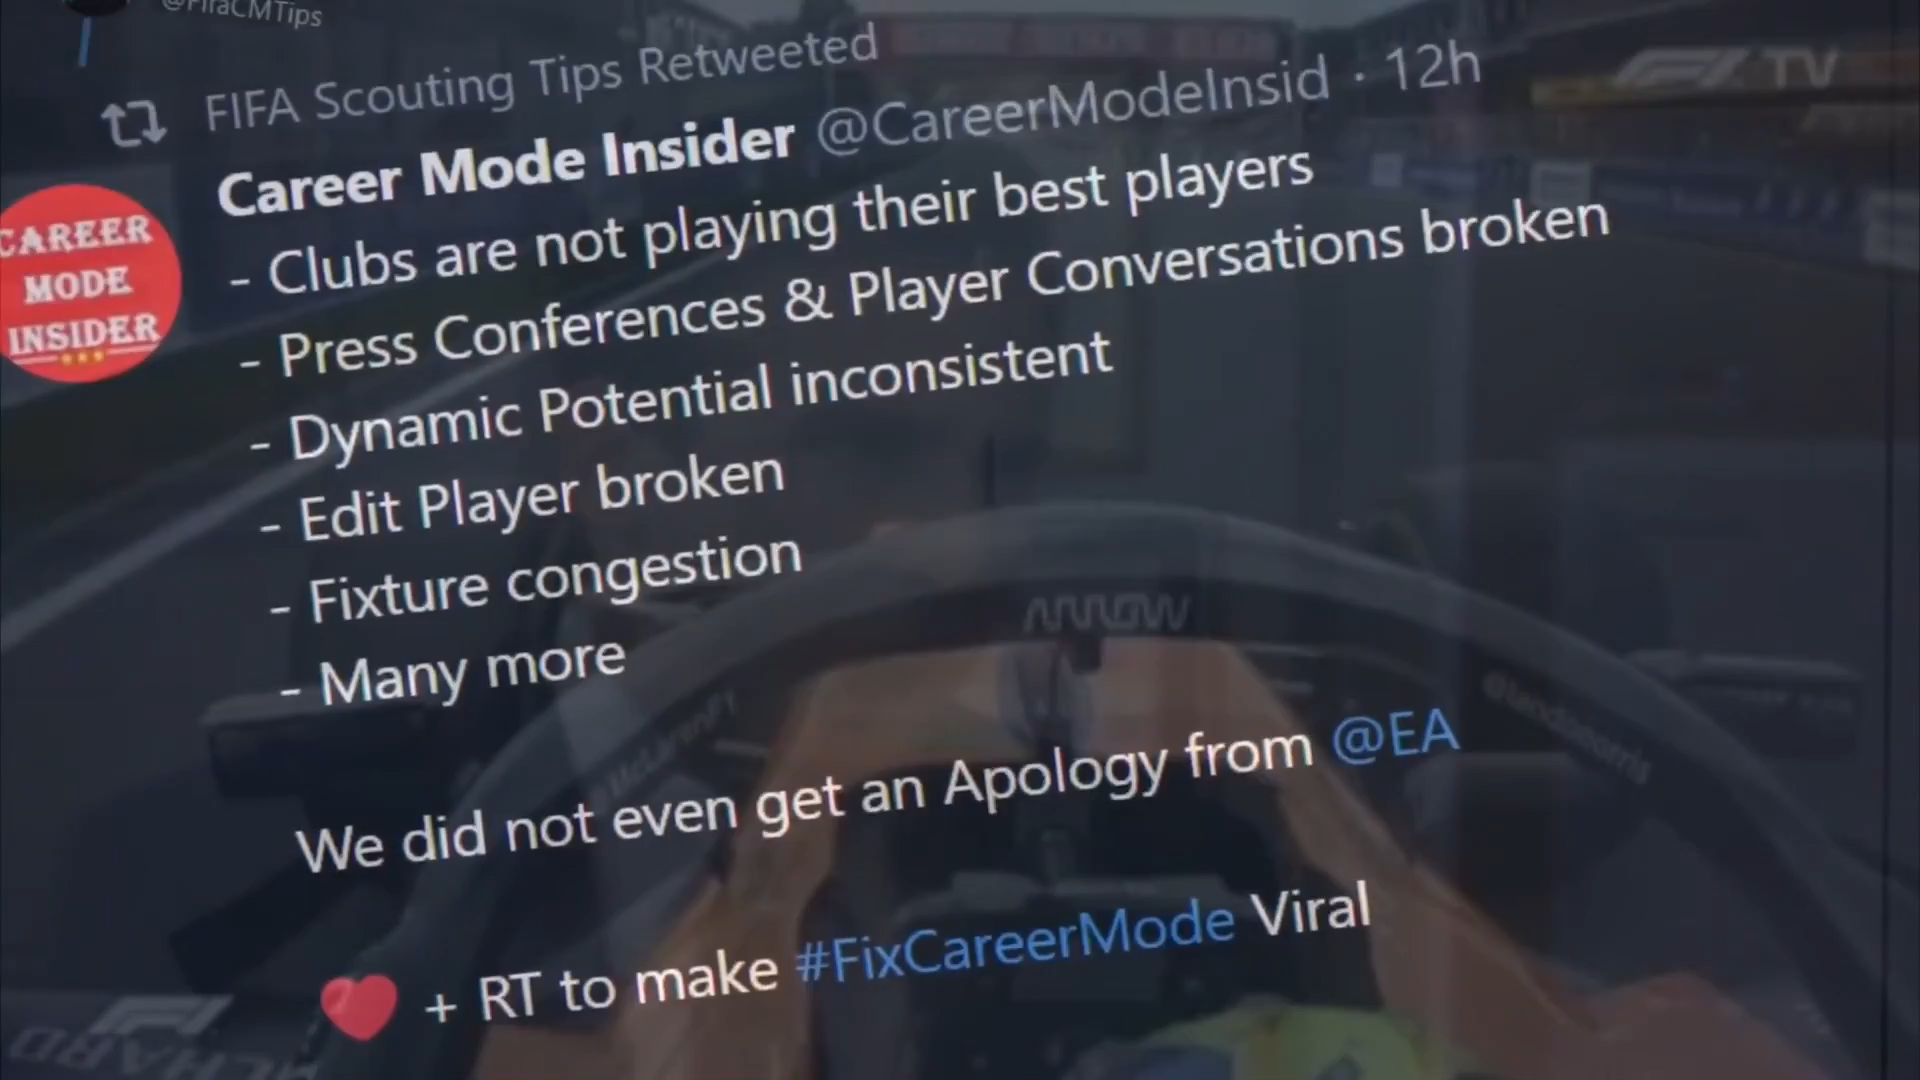 @FifaCMTips
FIFA Scouting Tips Retweeted
Career Mode Insider @CareerModeInsid · 12h
CAREER
MODE
INSIDER
- Clubs are not playing their best players
- Press Conferences & Player Conversations broken
- Dynamic Potential inconsistent
- Edit Player broken
- Fixture congestion
- Many more
We did not even get an Apology from @EA
❤ + RT to make #FixCareerMode Viral
F1 TV
ARROW
McLarenF1
@landonorris